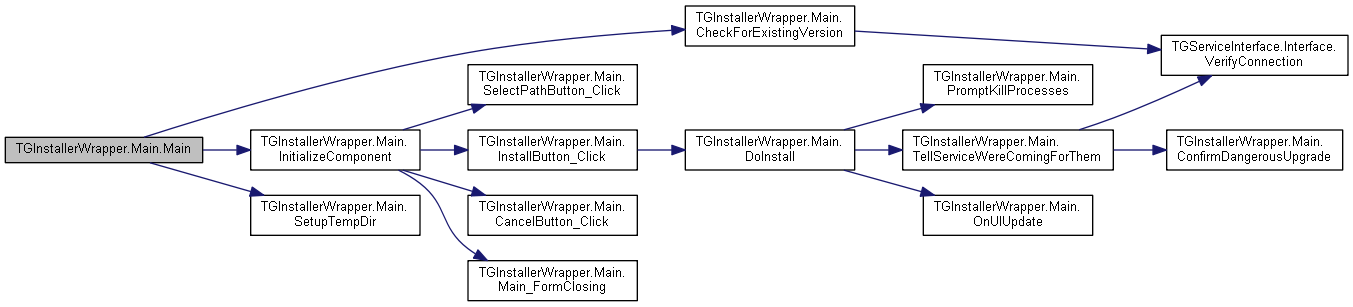 TGInstallerWrapper.Main.Main
TGInstallerWrapper.Main.
CheckForExistingVersion
TGServiceInterface.Interface.
VerifyConnection
TGInstallerWrapper.Main.
InitializeComponent
TGInstallerWrapper.Main.
SetupTempDir
TGInstallerWrapper.Main.
SelectPathButton_Click
TGInstallerWrapper.Main.
InstallButton_Click
TGInstallerWrapper.Main.
CancelButton_Click
TGInstallerWrapper.Main.
Main_FormClosing
TGInstallerWrapper.Main.
DoInstall
TGInstallerWrapper.Main.
PromptKillProcesses
TGInstallerWrapper.Main.
TellServiceWereComingForThem
TGInstallerWrapper.Main.
OnUIUpdate
TGInstallerWrapper.Main.
ConfirmDangerousUpgrade